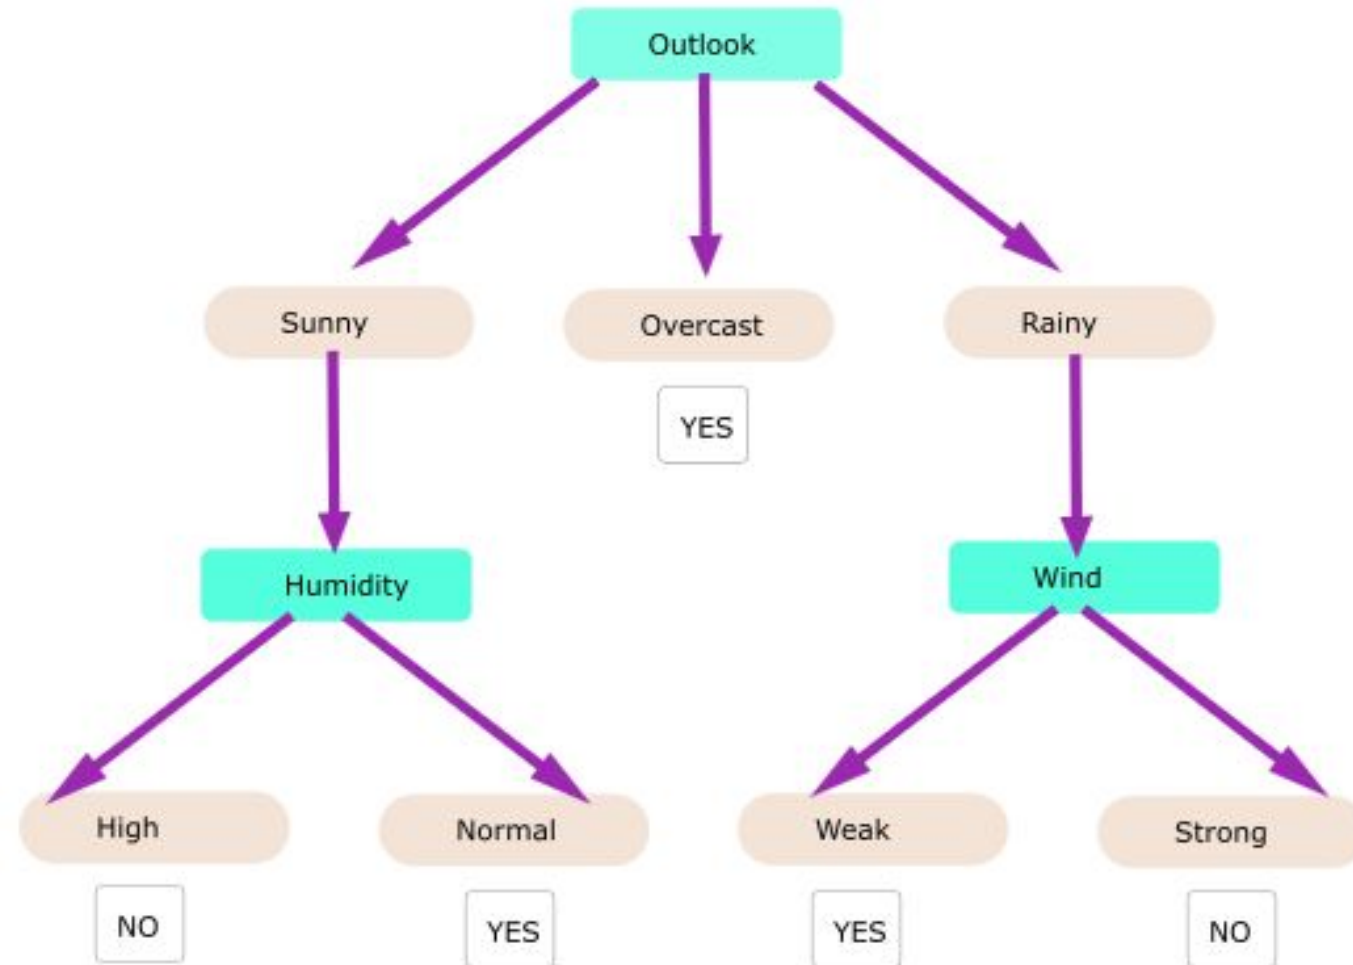 Outlook
Sunny
Overcast
Rainy
YES
Humidity
Wind
High
Normal
Weak
Strong
NO
YES
YES
NO